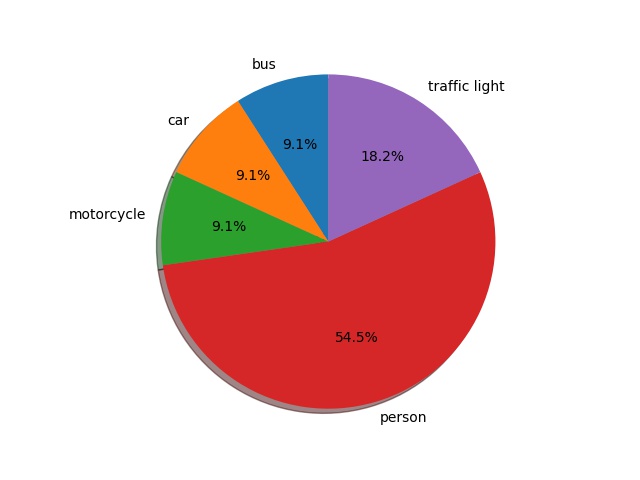 bus
traffic light
car
9.1%
18.2%
9.1%
motorcycle
9.1%
54.5%
person